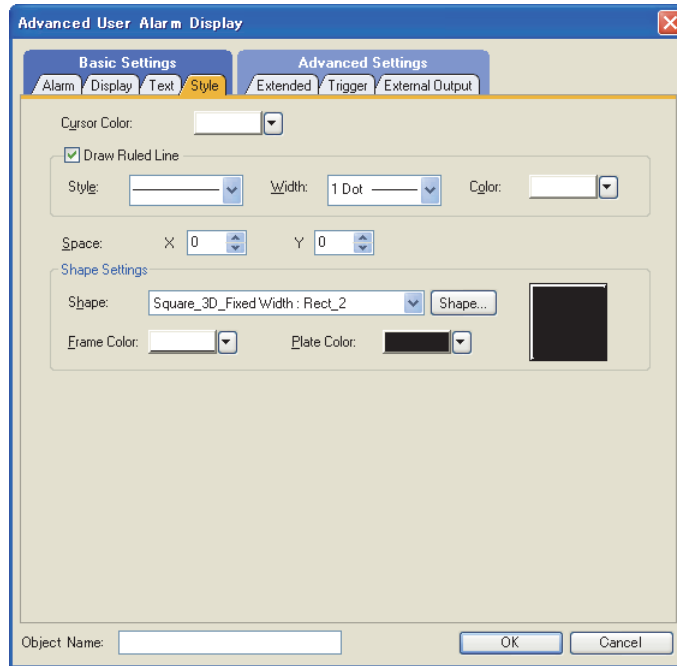 Advanced User Alarm Display
Basic Settings Advanced Settings
Alarm Display Text Style Extended Trigger External Output
Cursor Color:
Draw Ruled Line
Style: Width: 1 Dot Color:
Space: X 0 Y 0
Shape Settings
Shape: Square_3D_Fixed Width : Rect_2 Shape...
Frame Color: Plate Color:
Object Name: OK Cancel